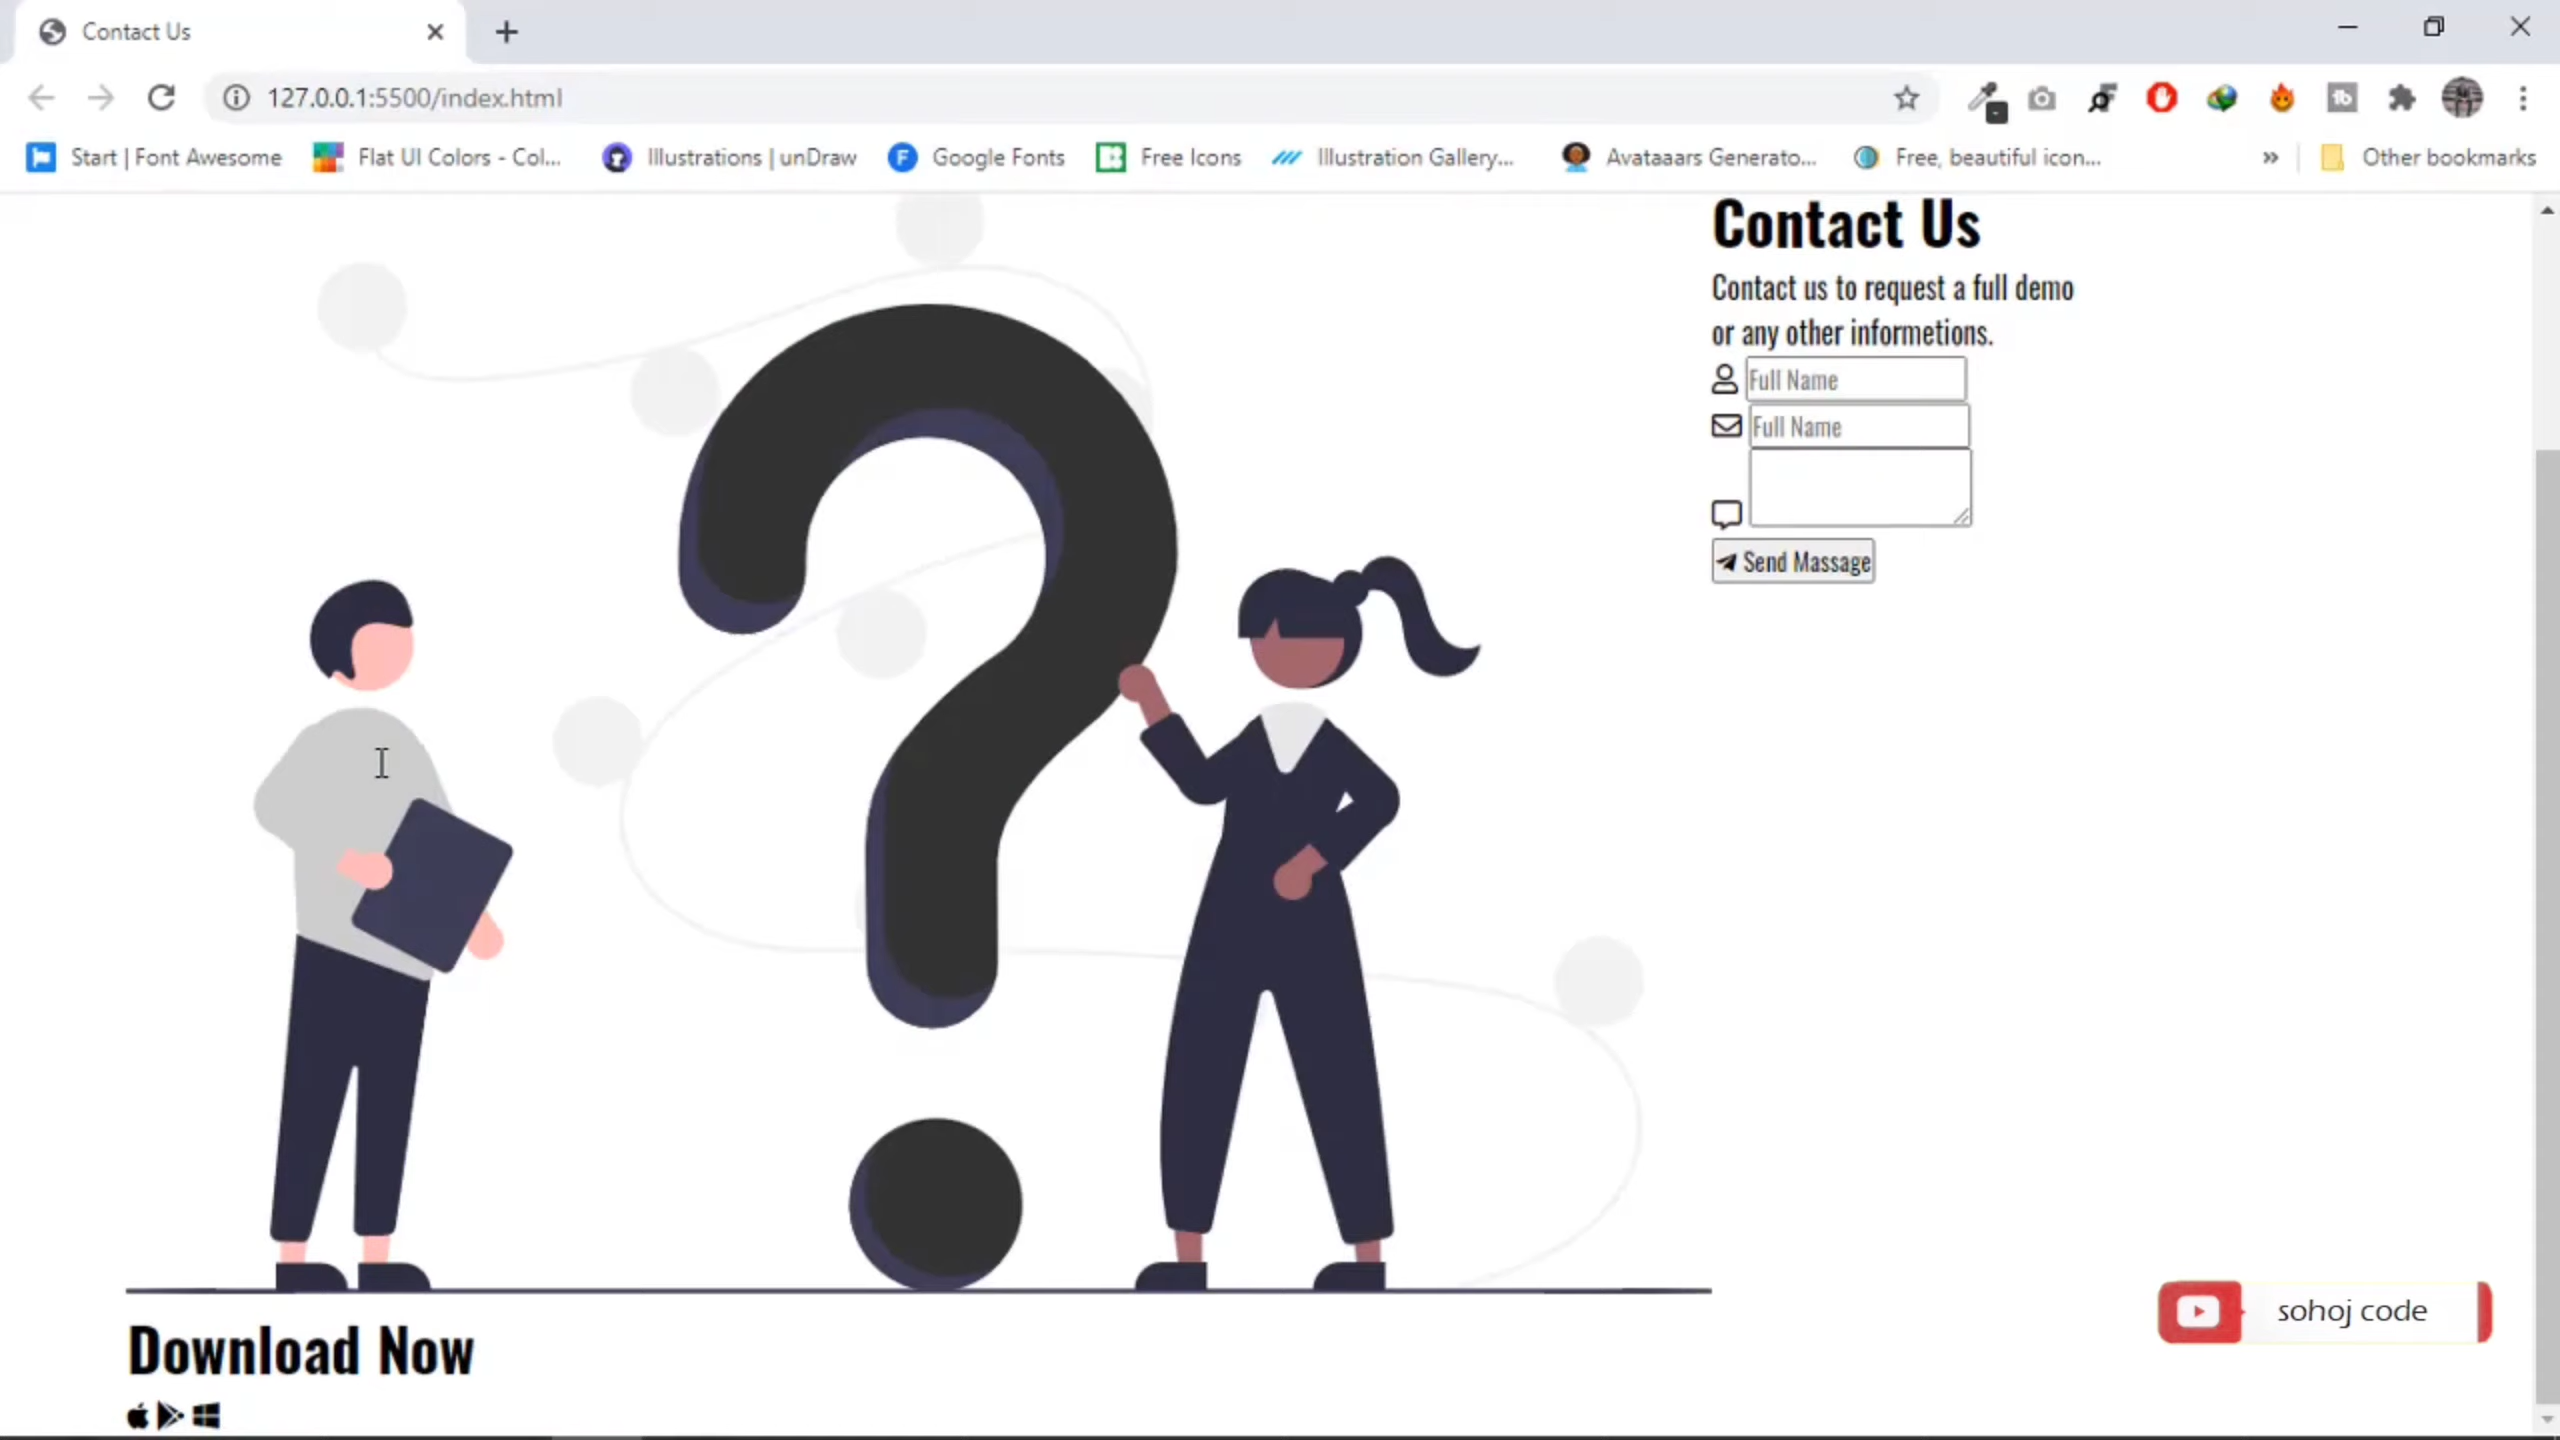 Contact Us
127.0.0.1:5500/index.html
Start | Font Awesome
Flat UI Colors - Col...
Illustrations | unDraw
Google Fonts
Free Icons
Illustration Gallery...
Avataaars Generato...
Free, beautiful icon...
»
Other bookmarks
Contact Us
Contact us to request a full demo
or any other informetions.
Full Name
Full Name
Send Massage
sohoj code
Download Now